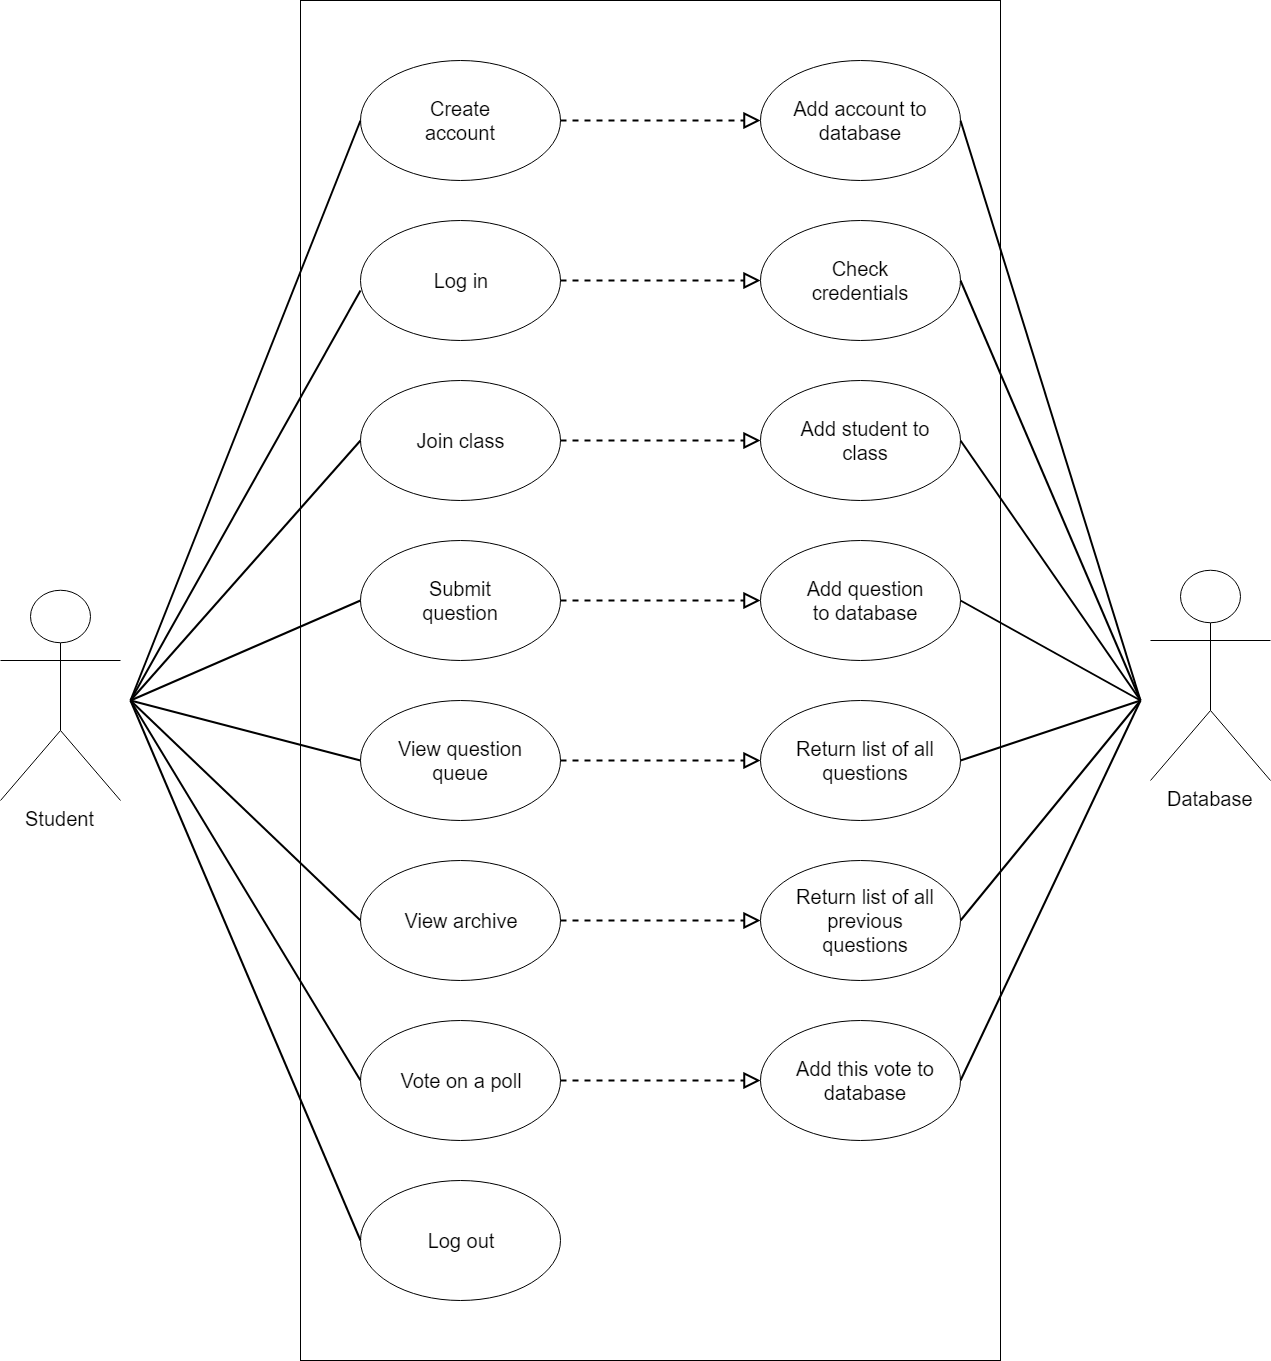 Create
account
Add account to
database
Log in
Check
credentials
Join class
Add student to
class
Submit
question
Add question
to database
View question
queue
Return list of all
questions
Student
Database
View archive
Return list of all
previous
questions
Vote on a poll
Add this vote to
database
Log out